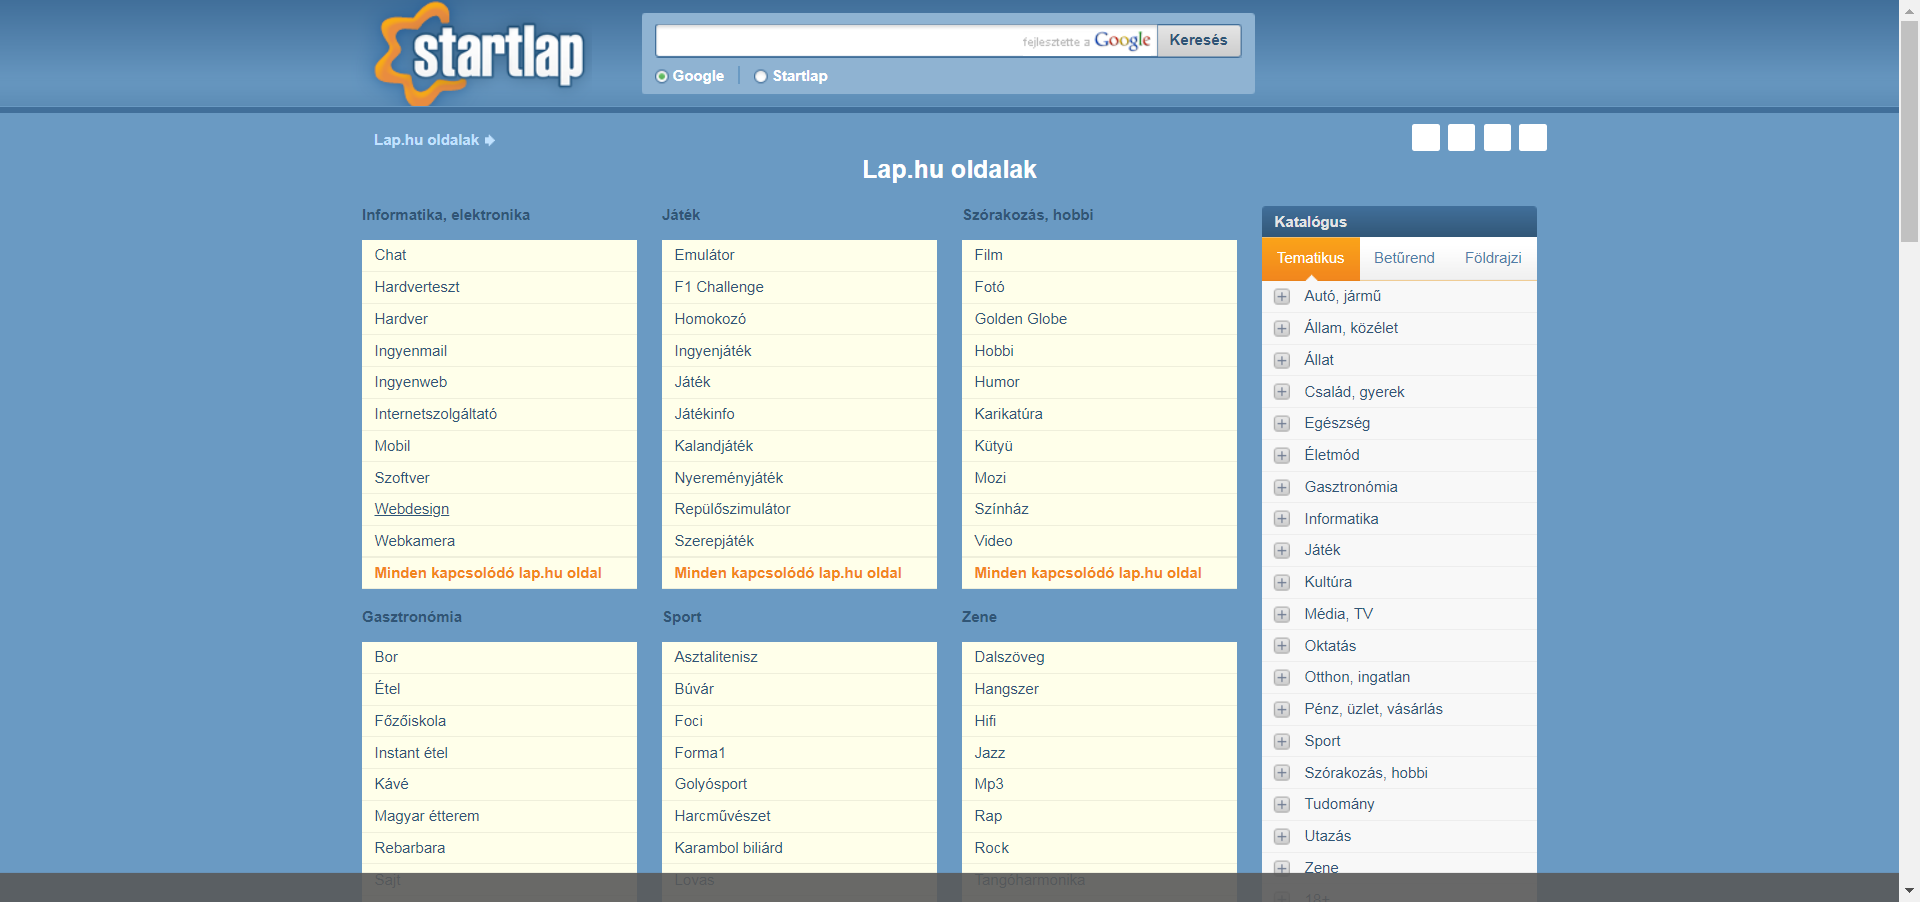 startlap
fejlesztette a Google
Keresés
Google
Startlap
Lap.hu oldalak
Lap.hu oldalak
Informatika, elektronika
Chat
Hardverteszt
Hardver
Ingyenmail
Ingyenweb
Internetszolgáltató
Mobil
Szoftver
Webdesign
Webkamera
Minden kapcsolódó lap.hu oldal
Játék
Emulátor
F1 Challenge
Homokozó
Ingyenjáték
Játék
Játékinfo
Kalandjáték
Nyereményjáték
Repülőszimulátor
Szerepjáték
Minden kapcsolódó lap.hu oldal
Szórakozás, hobbi
Film
Fotó
Golden Globe
Hobbi
Humor
Karikatúra
Kütyü
Mozi
Színház
Video
Minden kapcsolódó lap.hu oldal
Gasztronómia
Bor
Étel
Főzőiskola
Instant étel
Kávé
Magyar étterem
Rebarbara
Sajt
Sport
Asztalitenisz
Búvár
Foci
Forma1
Golyósport
Harcművészet
Karambol biliárd
Lovas
Zene
Dalszöveg
Hangszer
Hifi
Jazz
Mp3
Rap
Rock
Tangóharmonika
Katalógus
Tematikus Betűrend Földrajzi
Autó, jármű
Állam, közélet
Állat
Család, gyerek
Egészség
Életmód
Gasztronómia
Informatika
Játék
Kultúra
Média, TV
Oktatás
Otthon, ingatlan
Pénz, üzlet, vásárlás
Sport
Szórakozás, hobbi
Tudomány
Utazás
Zene
18+